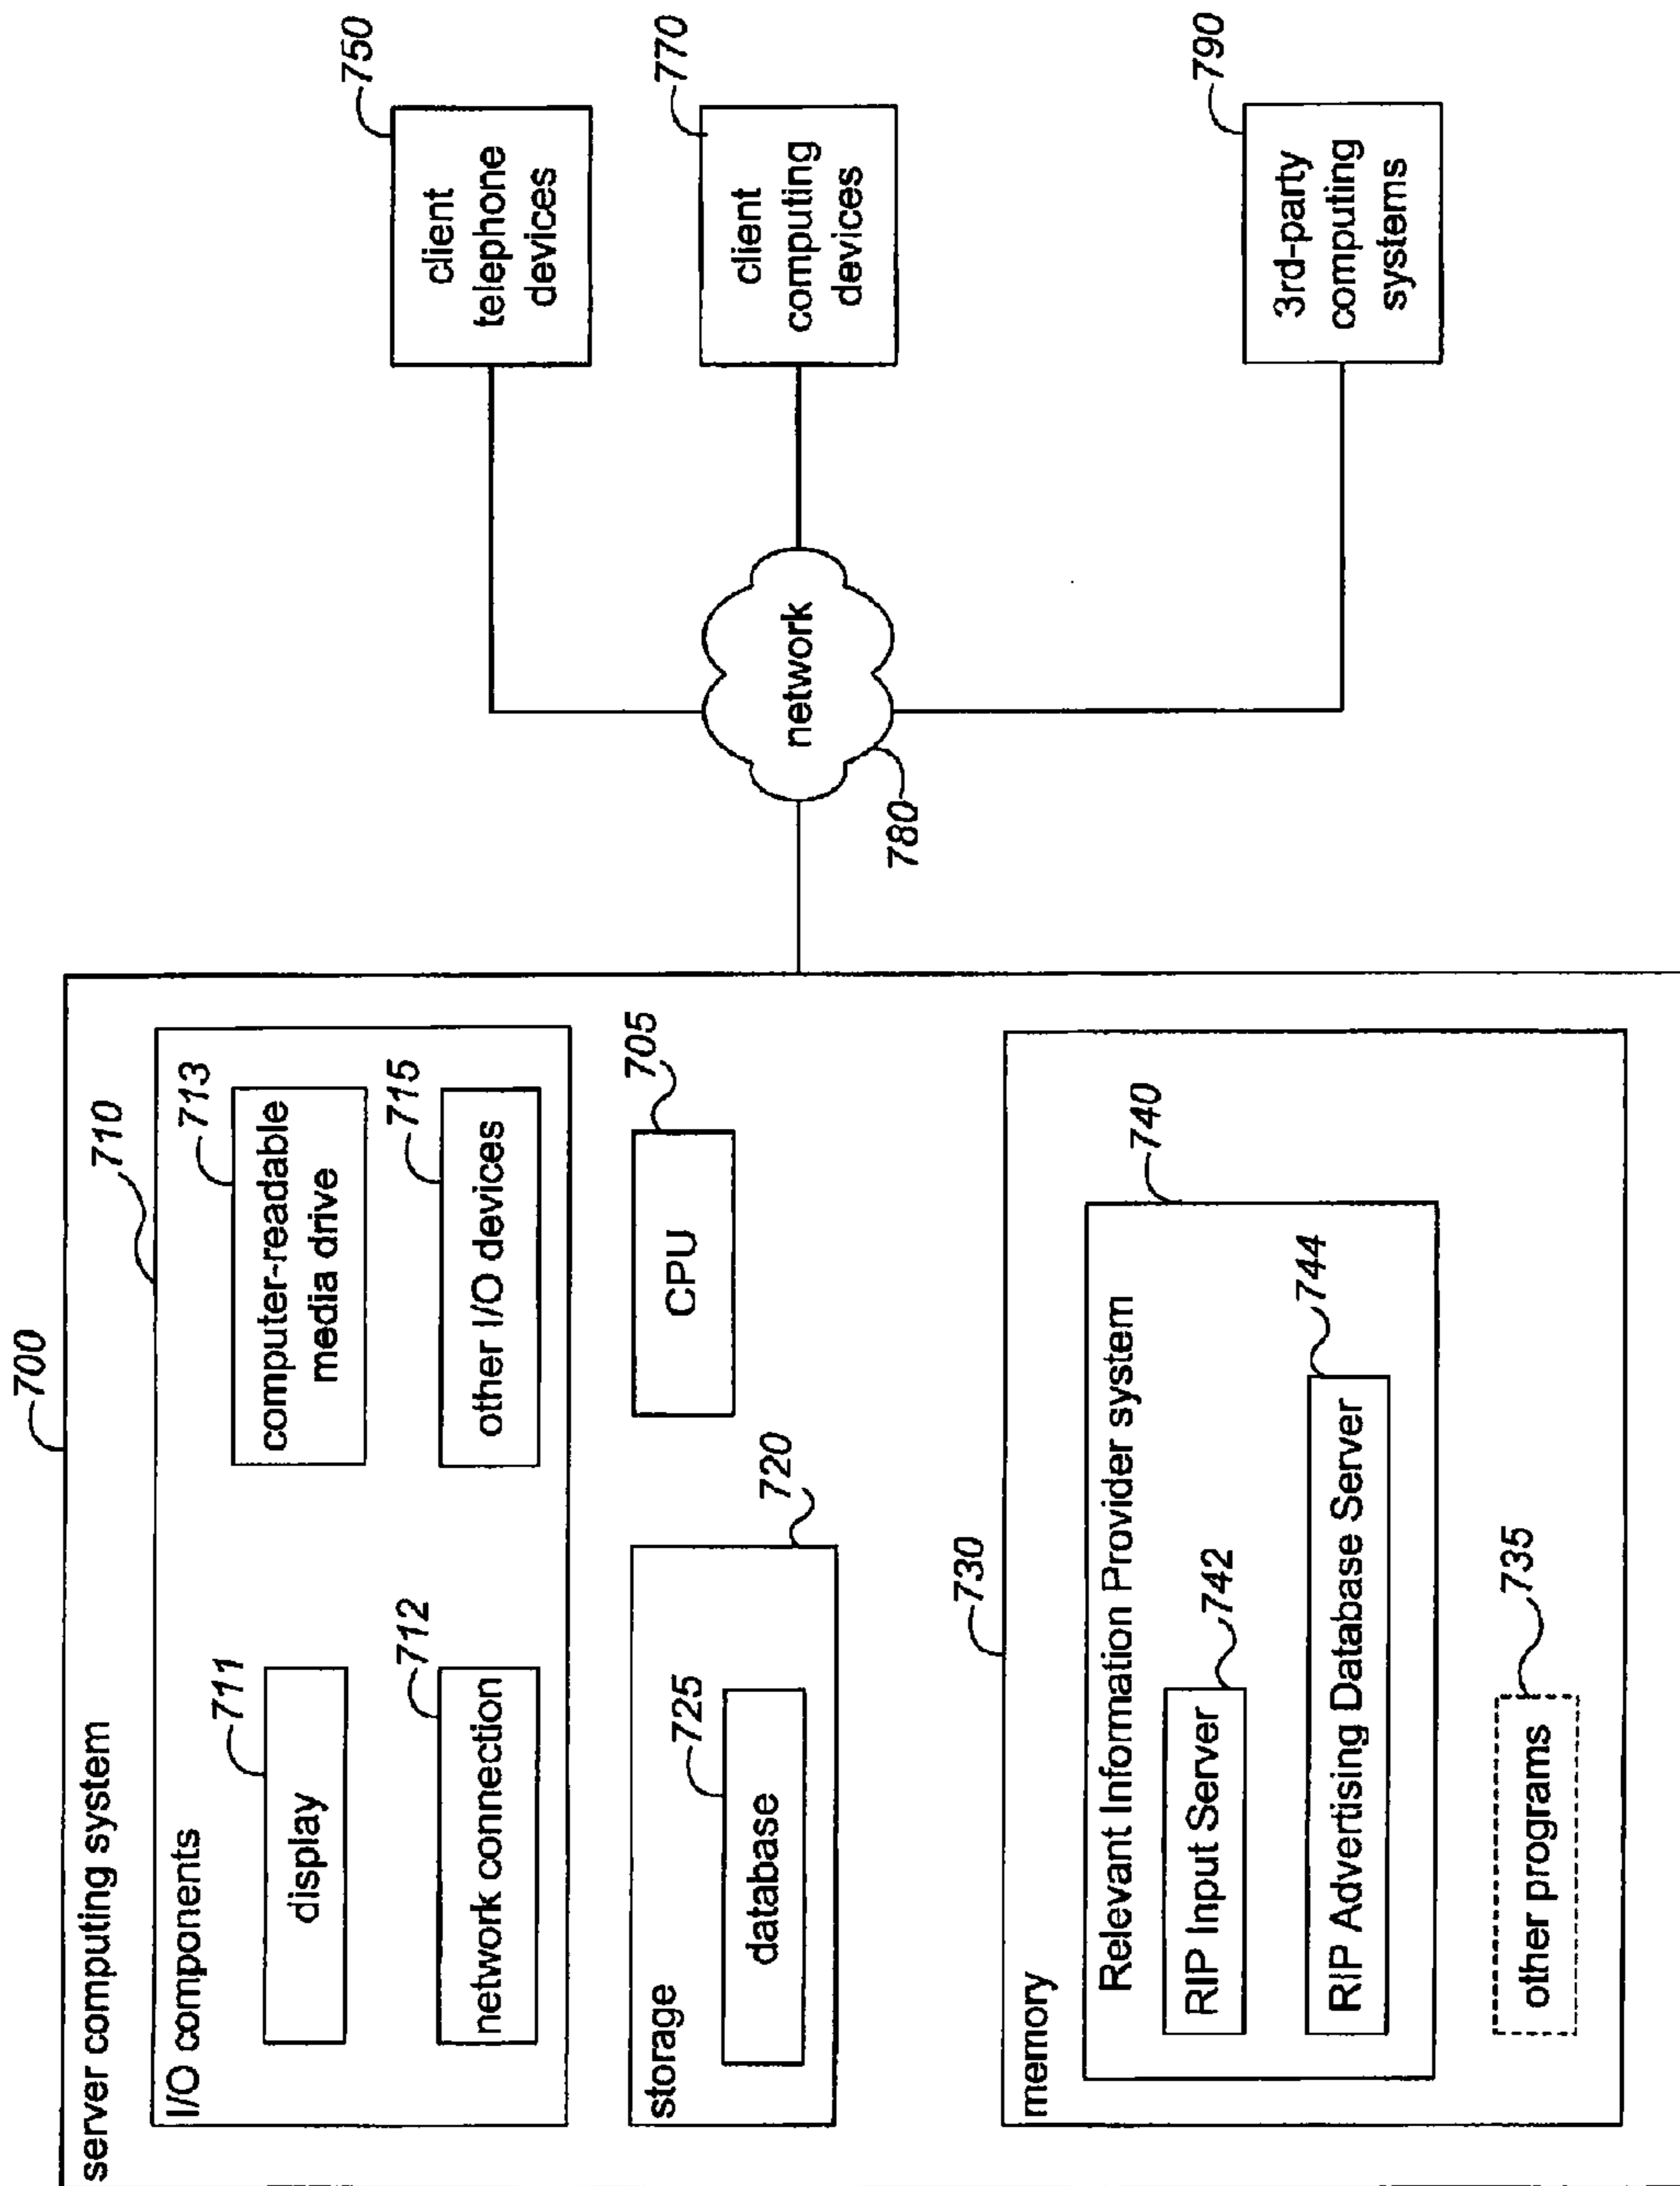 700
server computing system
710
I/O components
711
display
713
computer-readable
media drive
712
network connection
715
other I/O devices
storage
720
725
database
705
CPU
730
memory
740
Relevant Information Provider system
742
RIP Input Server
744
RIP Advertising Database Server
735
other programs
network
780
750
client
telephone
devices
770
client
computing
devices
790
3rd-party
computing
systems